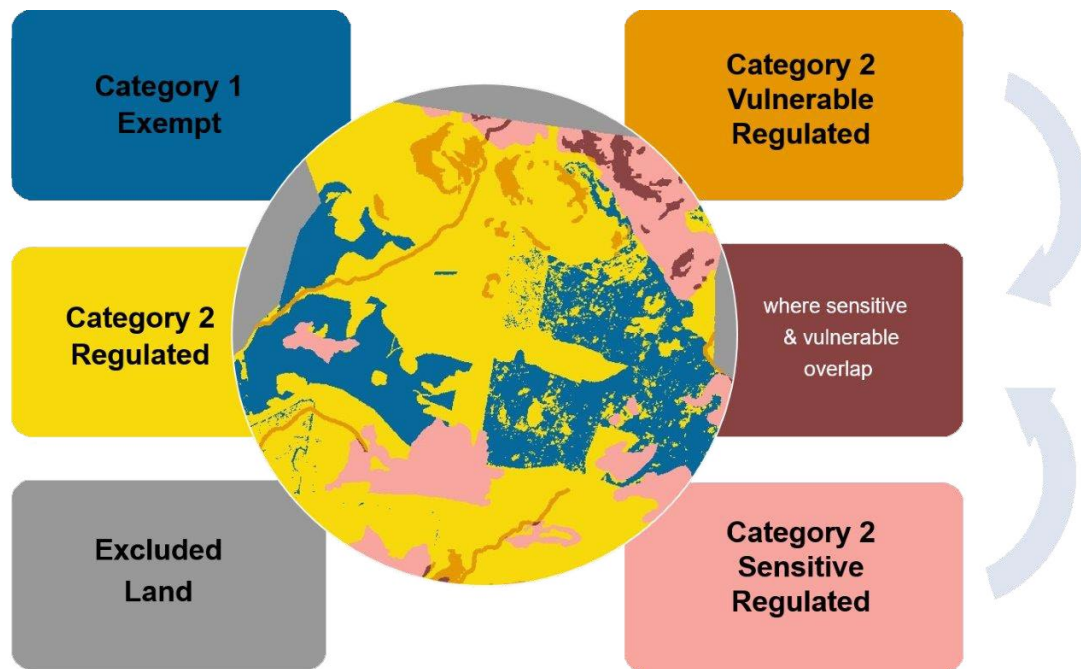 Category 1
Exempt
Category 2
Vulnerable
Regulated
Category 2
Regulated
where sensitive
& vulnerable
overlap
Excluded
Land
Category 2
Sensitive
Regulated